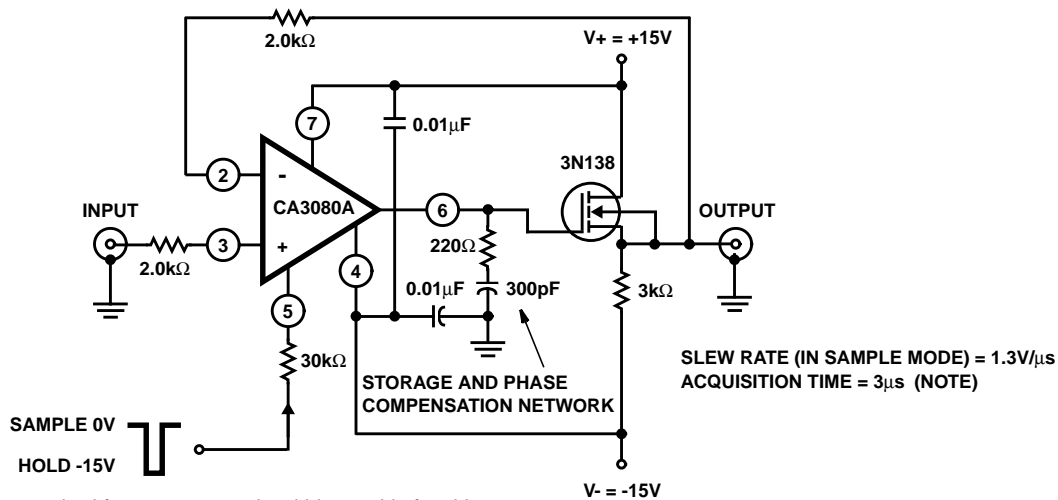 2.0kΩ
V+ = +15V
7
0.01µF
3N138
2
-
INPUT
CA3080A
6
OUTPUT
3
+
220Ω
2.0kΩ
4
3kΩ
0.01µF
300pF
5
30kΩ
SLEW RATE (IN SAMPLE MODE) = 1.3V/µs
ACQUISITION TIME = 3µs (NOTE)
STORAGE AND PHASE
COMPENSATION NETWORK
SAMPLE 0V
HOLD -15V
V- = -15V